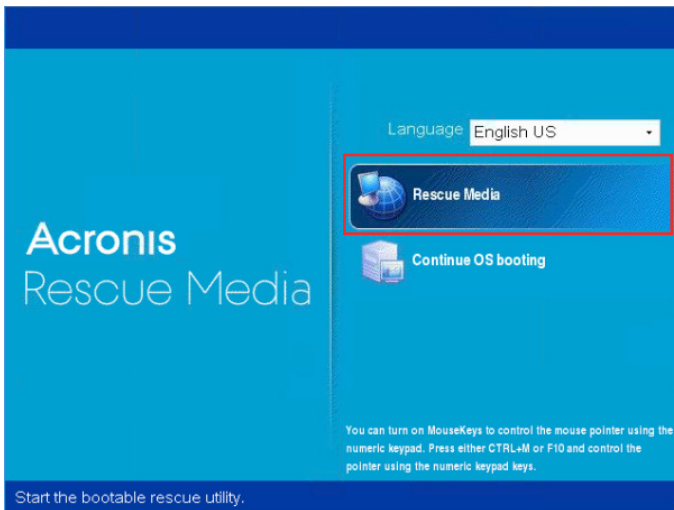 Language English US
Rescue Media
Acronis
Rescue Media
Continue OS booting
You can turn on MouseKeys to control the mouse pointer using the
numeric keypad. Press either CTRL+M or F10 and control the
pointer using the numeric keypad keys.
Start the bootable rescue utility.